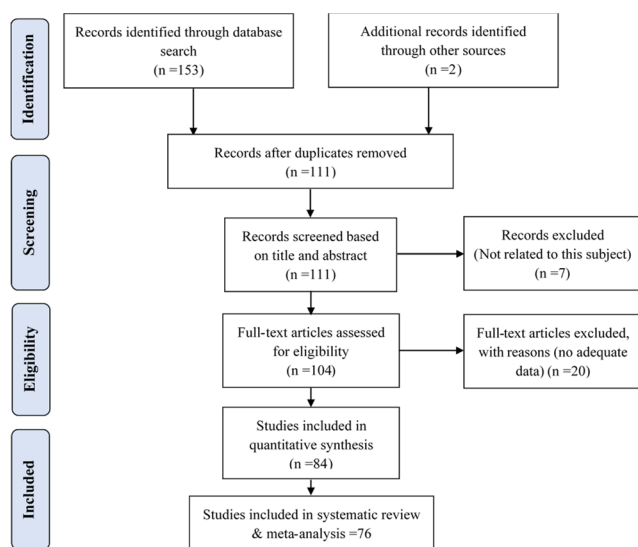 Identification
Records identified through database
search
(n =153)
Additional records identified
through other sources
(n =2)
Records after duplicates removed
(n =111)
Screening
Records screened based
on title and abstract
(n =111)
Records excluded
(Not related to this subject)
(n =7)
Eligibility
Full-text articles assessed
for eligibility
(n =104)
Full-text articles excluded,
with reasons (no adequate
data) (n =20)
Studies included in
quantitative synthesis
(n =84)
Included
Studies included in systematic review
& meta-analysis =76